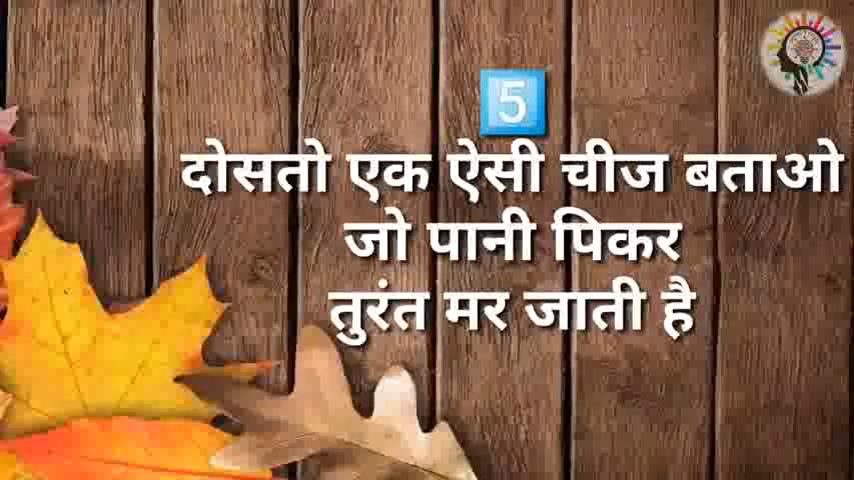 5
दोसतो एक ऐसी चीज बताओ
जो पानी पिकर
तुरंत मर जाती है